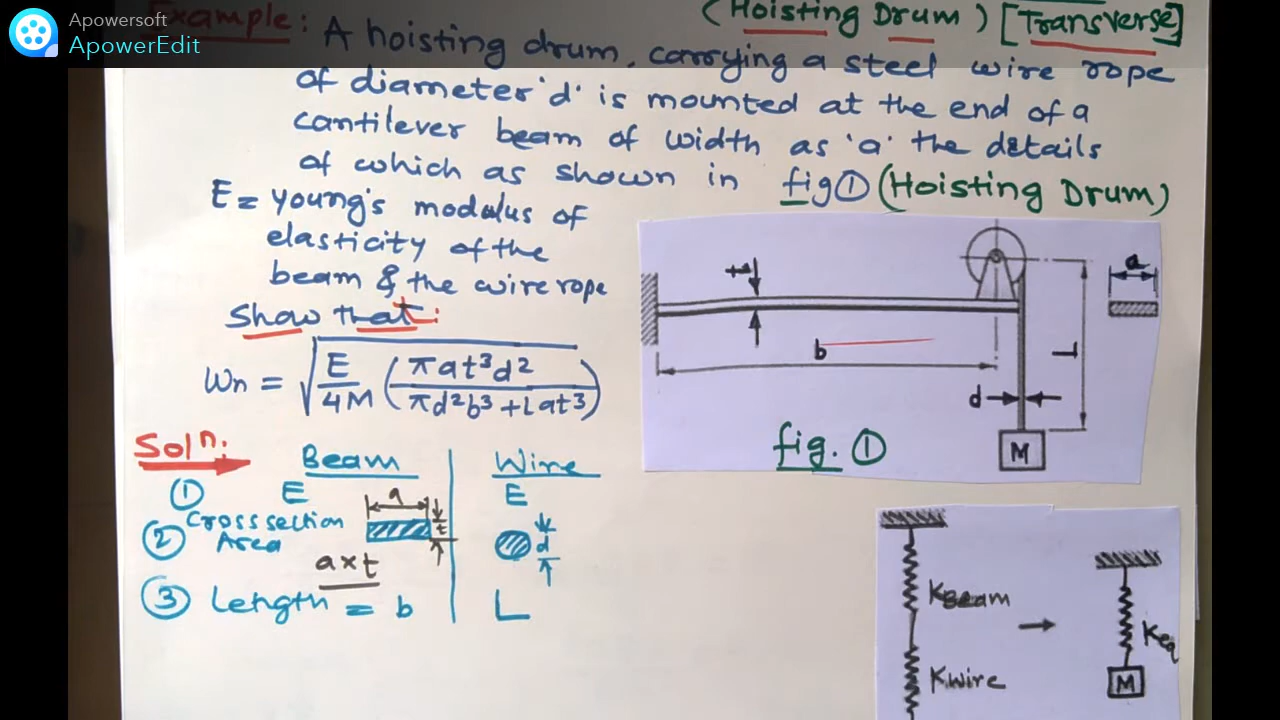 Apowersoft
ApowerEdit
(Hoisting Drum) [Transverse]
Example: A hoisting drum, carrying a steel wire rope
of diameter 'd' is mounted at the end of a
cantilever beam of width as 'a' the details
of which as shown in fig ① (Hoisting Drum)
E = young's modulus of
elasticity of the
beam & the wire rope
Show that:
Wn = √(E/4M (πat³d²/πd²b³+Lat³))
t
a
b
L
d
M
fig. ①
Soln:
Beam Wire
① E E
② Cross section Area a t d
axt
③ Length = b L
KBeam
Kwire
→
Keq
M